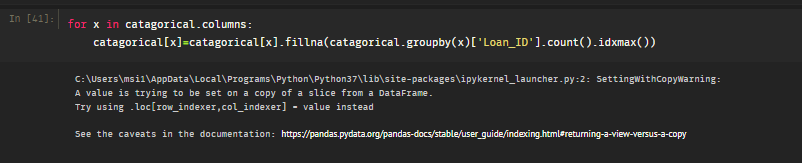 In [41]: for x in catagorical.columns:
catagorical[x]=catagorical[x].fillna(catagorical.groupby(x)['Loan_ID'].count().idxmax())
C:\Users\msi1\AppData\Local\Programs\Python\Python37\lib\site-packages\ipykernel_launcher.py:2: SettingWithCopyWarning:
A value is trying to be set on a copy of a slice from a DataFrame.
Try using .loc[row_indexer,col_indexer] = value instead
See the caveats in the documentation: https://pandas.pydata.org/pandas-docs/stable/user_guide/indexing.html#returning-a-view-versus-a-copy